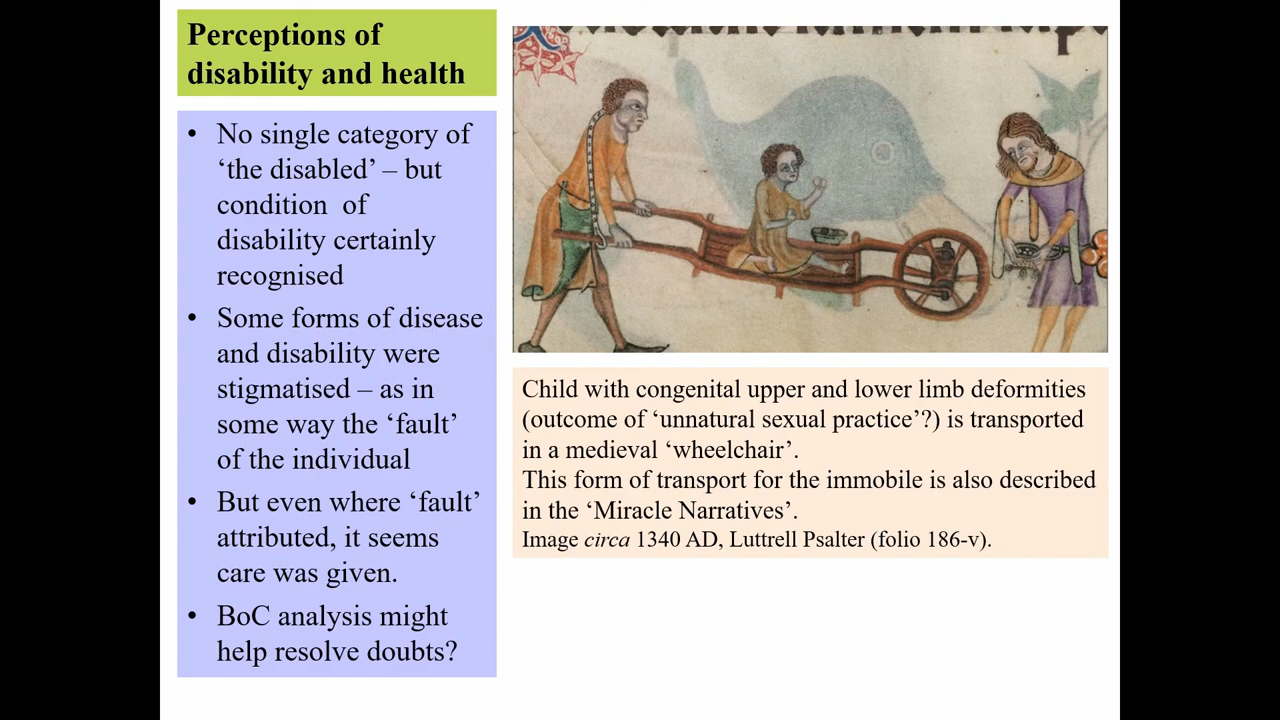 Perceptions of
disability and health
• No single category of
‘the disabled’ – but
condition of
disability certainly
recognised
• Some forms of disease
and disability were
stigmatised – as in
some way the ‘fault’
of the individual
• But even where ‘fault’
attributed, it seems
care was given.
• BoC analysis might
help resolve doubts?
Child with congenital upper and lower limb deformities
(outcome of ‘unnatural sexual practice’?) is transported
in a medieval ‘wheelchair’.
This form of transport for the immobile is also described
in the ‘Miracle Narratives’.
Image circa 1340 AD, Luttrell Psalter (folio 186-v).